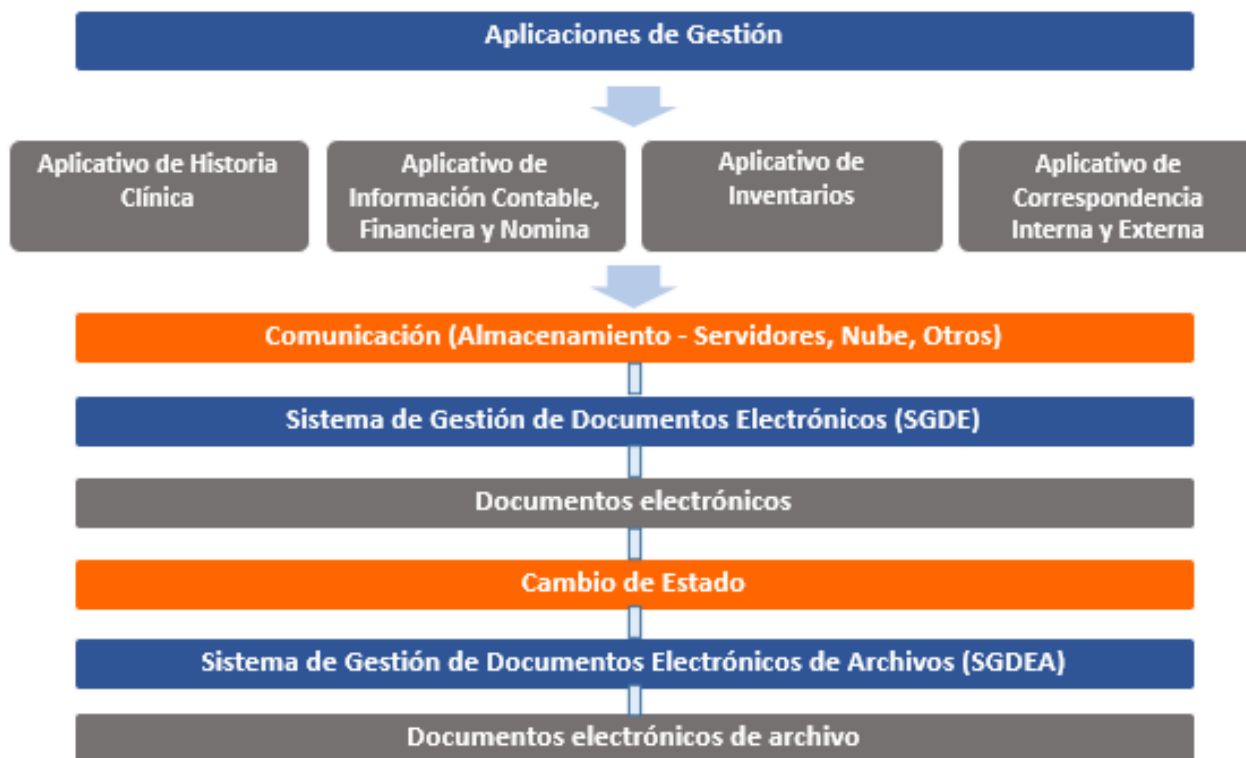 Aplicaciones de Gestión
Aplicativo de Historia
Clínica
Aplicativo de
Información Contable,
Financiera y Nomina
Aplicativo de
Inventarios
Aplicativo de
Correspondencia
Interna y Externa
Comunicación (Almacenamiento - Servidores, Nube, Otros)
Sistema de Gestión de Documentos Electrónicos (SGDE)
Documentos electrónicos
Cambio de Estado
Sistema de Gestión de Documentos Electrónicos de Archivos (SGDEA)
Documentos electrónicos de archivo